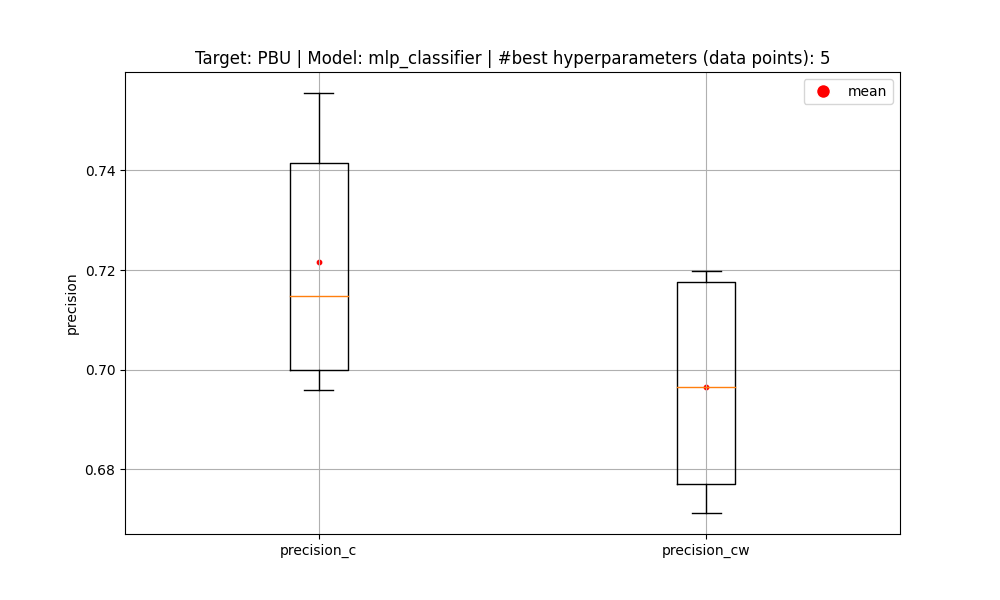 Target: PBU | Model: mlp_classifier | #best hyperparameters (data points): 5
mean
0.74
0.72
0.70
0.68
precision
precision_c
precision_cw